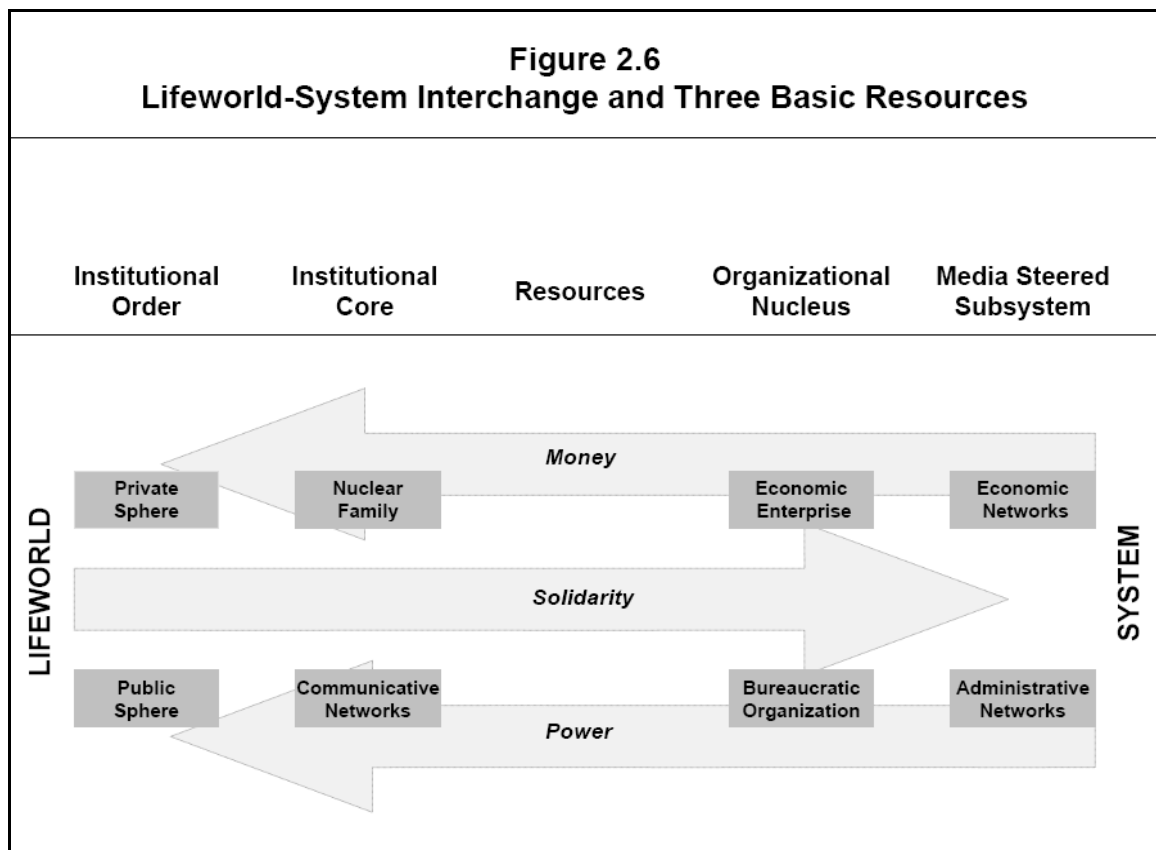 Figure 2.6
Lifeworld-System Interchange and Three Basic Resources
Institutional
Order
Institutional
Core
Resources
Organizational
Nucleus
Media Steered
Subsystem
LIFEWORLD
Money
Private
Sphere
Nuclear
Family
Economic
Enterprise
Economic
Networks
Solidarity
Public
Sphere
Communicative
Networks
Bureaucratic
Organization
Administrative
Networks
Power
SYSTEM